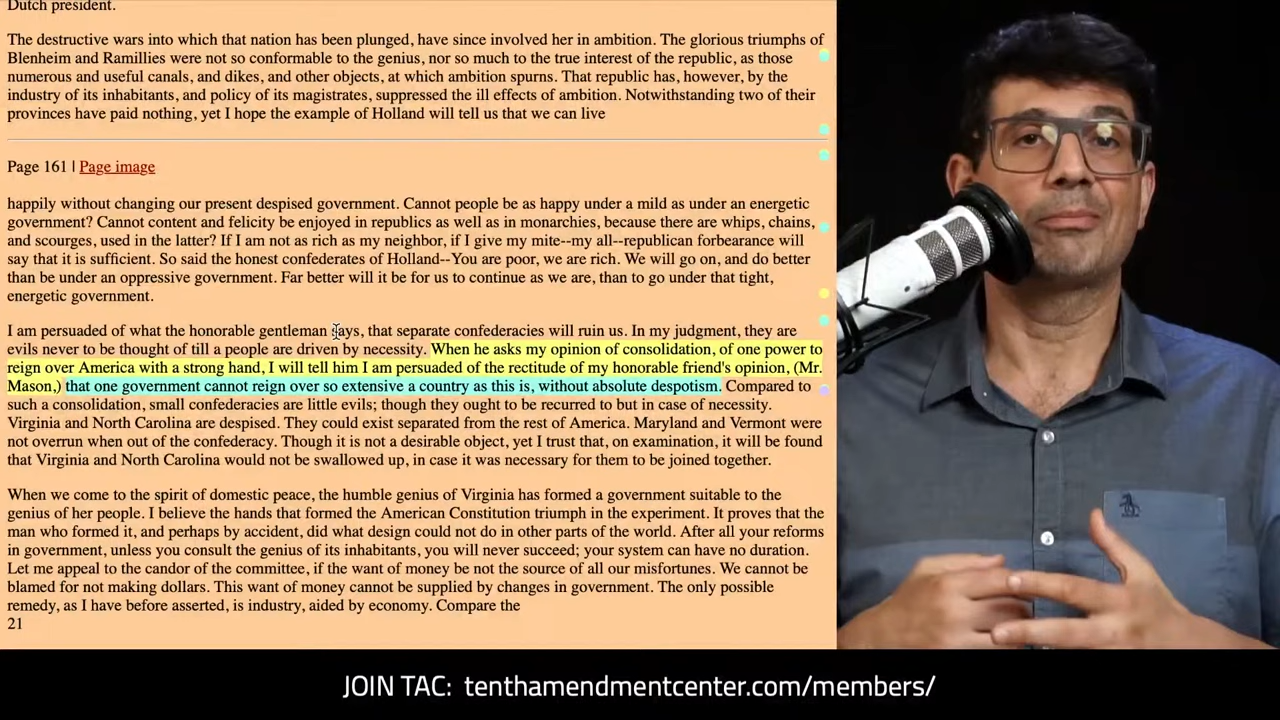 Dutch president.
The destructive wars into which that nation has been plunged, have since involved her in ambition. The glorious triumphs of
Blenheim and Ramillies were not so conformable to the genius, nor so much to the true interest of the republic, as those
numerous and useful canals, and dikes, and other objects, at which ambition spurns. That republic has, however, by the
industry of its inhabitants, and policy of its magistrates, suppressed the ill effects of ambition. Notwithstanding two of their
provinces have paid nothing, yet I hope the example of Holland will tell us that we can live
Page 161 | Page image
happily without changing our present despised government. Cannot people be as happy under a mild as under an energetic
government? Cannot content and felicity be enjoyed in republics as well as in monarchies, because there are whips, chains,
and scourges, used in the latter? If I am not as rich as my neighbor, if I give my mite--my all--republican forbearance will
say that it is sufficient. So said the honest confederates of Holland--You are poor, we are rich. We will go on, and do better
than be under an oppressive government. Far better will it be for us to continue as we are, than to go under that tight,
energetic government.
I am persuaded of what the honorable gentleman says, that separate confederacies will ruin us. In my judgment, they are
evils never to be thought of till a people are driven by necessity. When he asks my opinion of consolidation, of one power to
reign over America with a strong hand, I will tell him I am persuaded of the rectitude of my honorable friend's opinion, (Mr.
Mason,) that one government cannot reign over so extensive a country as this is, without absolute despotism. Compared to
such a consolidation, small confederacies are little evils; though they ought to be recurred to but in case of necessity.
Virginia and North Carolina are despised. They could exist separated from the rest of America. Maryland and Vermont were
not overrun when out of the confederacy. Though it is not a desirable object, yet I trust that, on examination, it will be found
that Virginia and North Carolina would not be swallowed up, in case it was necessary for them to be joined together.
When we come to the spirit of domestic peace, the humble genius of Virginia has formed a government suitable to the
genius of her people. I believe the hands that formed the American Constitution triumph in the experiment. It proves that the
man who formed it, and perhaps by accident, did what design could not do in other parts of the world. After all your reforms
in government, unless you consult the genius of its inhabitants, you will never succeed; your system can have no duration.
Let me appeal to the candor of the committee, if the want of money be not the source of all our misfortunes. We cannot be
blamed for not making dollars. This want of money cannot be supplied by changes in government. The only possible
remedy, as I have before asserted, is industry, aided by economy. Compare the
21
JOIN TAC: tenthamendmentcenter.com/members/